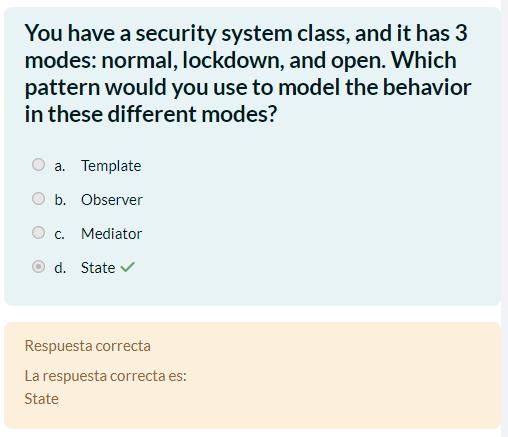 You have a security system class, and it has 3
modes: normal, lockdown, and open. Which
pattern would you use to model the behavior
in these different modes?
a. Template
b. Observer
c. Mediator
d. State
Respuesta correcta
La respuesta correcta es:
State